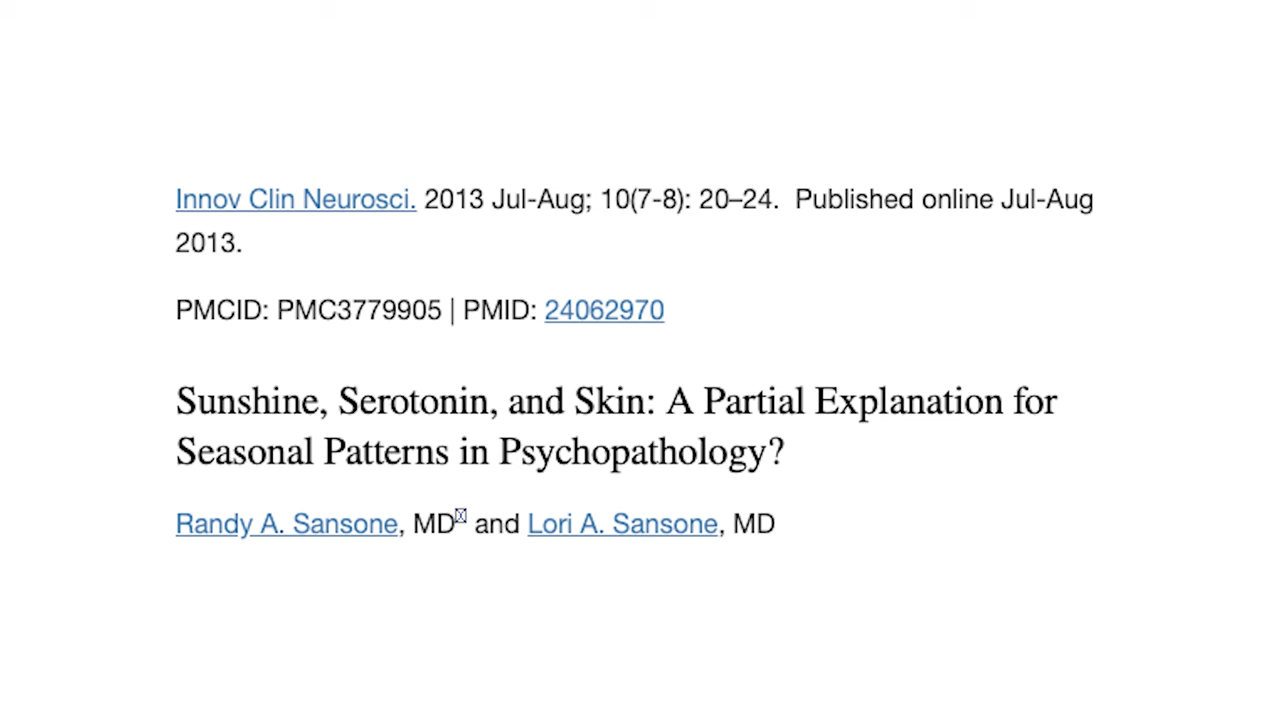 Innov Clin Neurosci. 2013 Jul-Aug; 10(7-8): 20–24. Published online Jul-Aug
2013.
PMCID: PMC3779905 | PMID: 24062970
Sunshine, Serotonin, and Skin: A Partial Explanation for
Seasonal Patterns in Psychopathology?
Randy A. Sansone, MD and Lori A. Sansone, MD